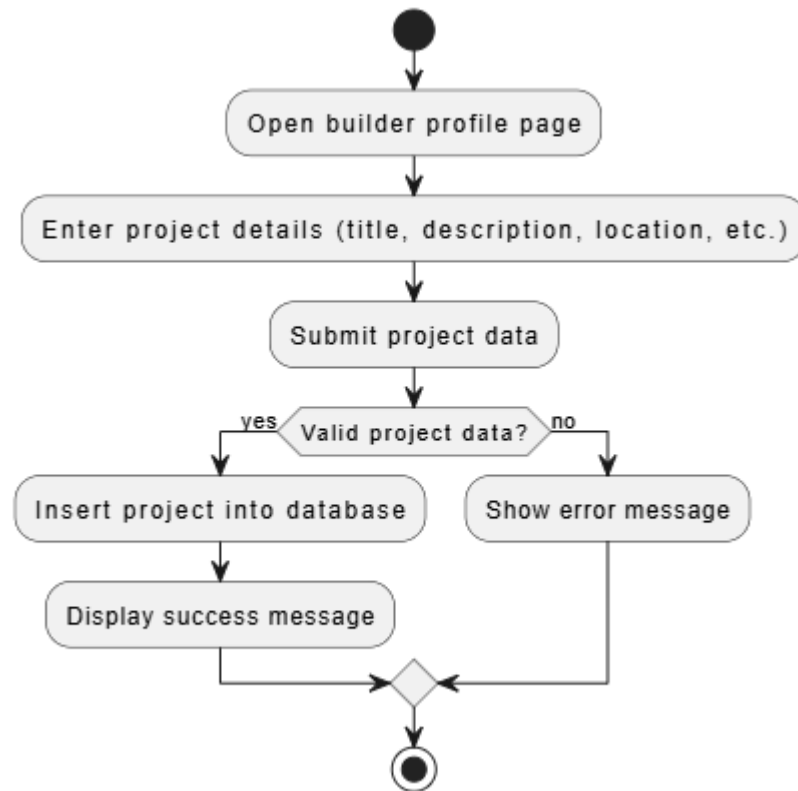 Open builder profile page
Enter project details (title, description, location, etc.)
Submit project data
yes
Valid project data?
no
Insert project into database
Show error message
Display success message